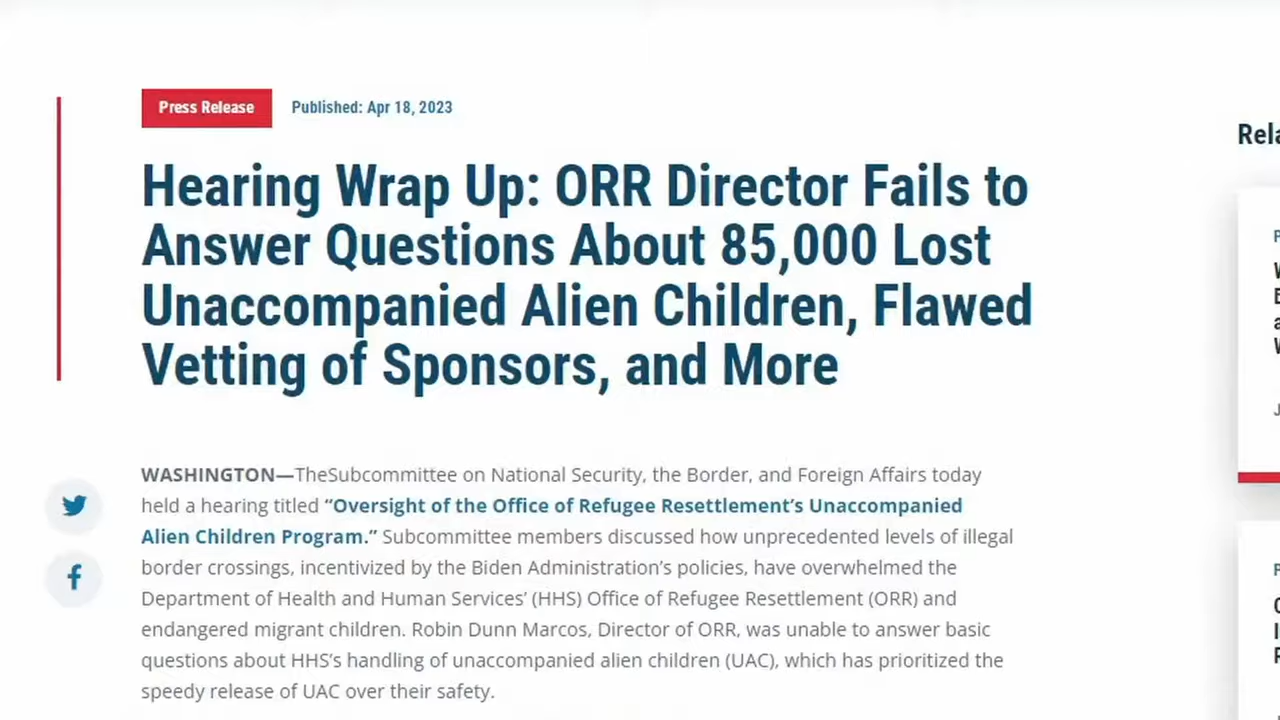 Press Release Published: Apr 18, 2023
Rela
Hearing Wrap Up: ORR Director Fails to
Answer Questions About 85,000 Lost
Unaccompanied Alien Children, Flawed
Vetting of Sponsors, and More
WASHINGTON—TheSubcommittee on National Security, the Border, and Foreign Affairs today
held a hearing titled “Oversight of the Office of Refugee Resettlement’s Unaccompanied
Alien Children Program.” Subcommittee members discussed how unprecedented levels of illegal
border crossings, incentivized by the Biden Administration’s policies, have overwhelmed the
Department of Health and Human Services’ (HHS) Office of Refugee Resettlement (ORR) and
endangered migrant children. Robin Dunn Marcos, Director of ORR, was unable to answer basic
questions about HHS’s handling of unaccompanied alien children (UAC), which has prioritized the
speedy release of UAC over their safety.